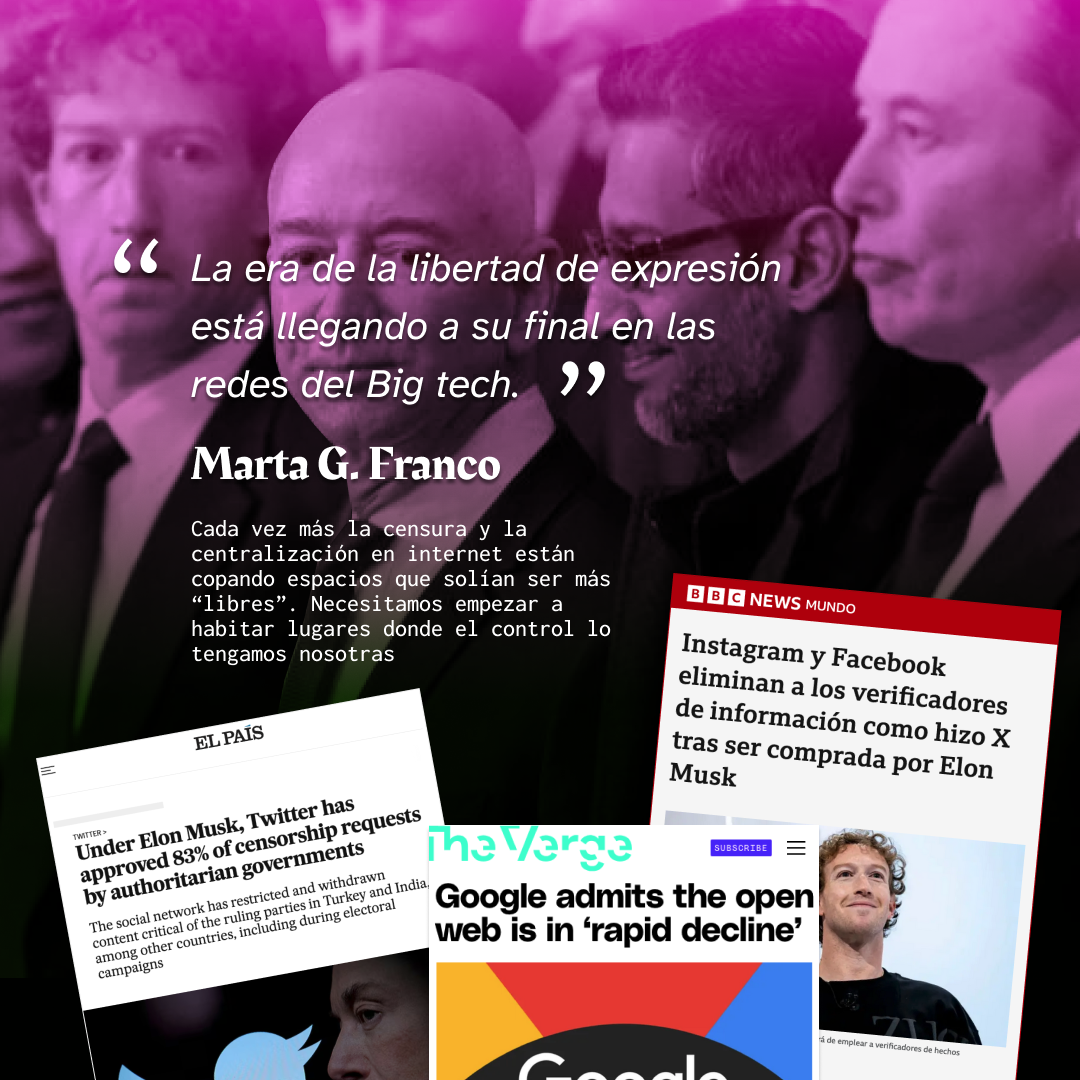 “ La era de la libertad de expresión
está llegando a su final en las
redes del Big tech. ”
Marta G. Franco
Cada vez más la censura y la
centralización en internet están
copando espacios que solían ser más
“libres”. Necesitamos empezar a
habitar lugares donde el control lo
tengamos nosotras
BBC NEWS MUNDO
Instagram y Facebook
eliminan a los verificadores
de información como hizo X
tras ser comprada por Elon
Musk
EL PAÍS
TWITTER >
Under Elon Musk, Twitter has
approved 83% of censorship requests
by authoritarian governments
The social network has restricted and withdrawn
content critical of the ruling parties in Turkey and India,
among other countries, including during electoral
campaigns
The Verge
SUBSCRIBE
Google admits the open
web is in ‘rapid decline’
Google
de emplear a verificadores de hechos